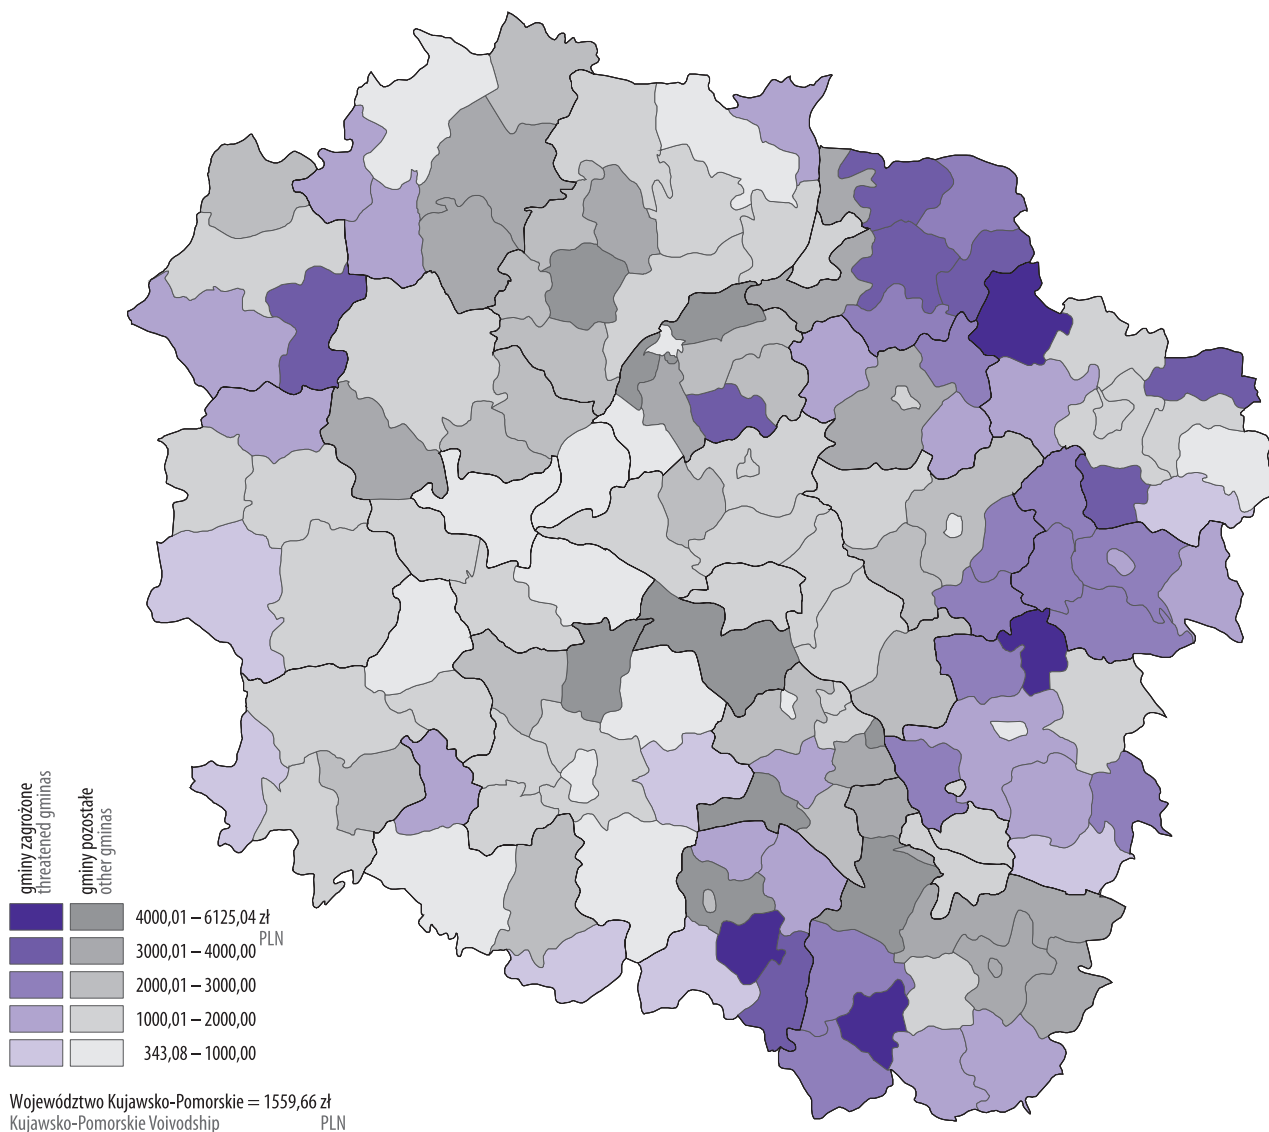 gminy zagrożone
threatened gminas
gminy pozostałe
other gminas
4000,01 – 6125,04 zł
PLN
3000,01 – 4000,00
2000,01 – 3000,00
1000,01 – 2000,00
343,08 – 1000,00
Województwo Kujawsko-Pomorskie = 1559,66 zł
Kujawsko-Pomorskie Voivodship PLN